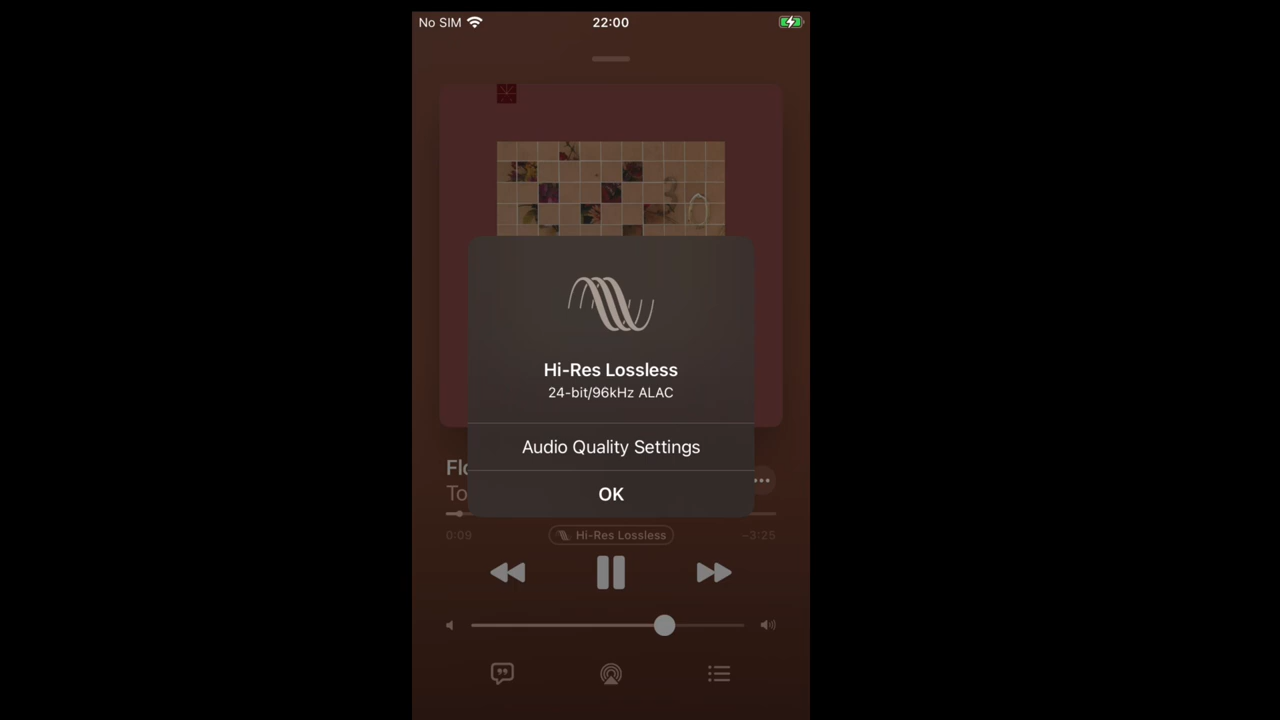 No SIM
22:00
30
Hi-Res Lossless
24-bit/96kHz ALAC
Audio Quality Settings
OK
0:09
Hi-Res Lossless
-3:25